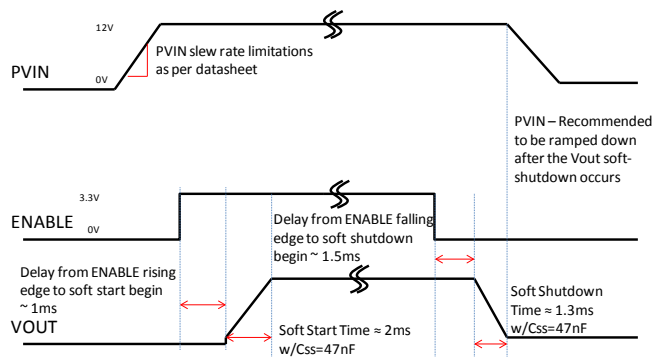 12V
PVIN slew rate limitations
as per datasheet
PVIN
0V
PVIN – Recommended
to be ramped down
after the Vout soft-
shutdown occurs
3.3V
ENABLE
0V
Delay from ENABLE falling
edge to soft shutdown
begin ~ 1.5ms
Delay from ENABLE rising
edge to soft start begin
~ 1ms
VOUT
Soft Start Time ≈ 2ms
w/Css=47nF
Soft Shutdown
Time ≈ 1.3ms
w/Css=47nF